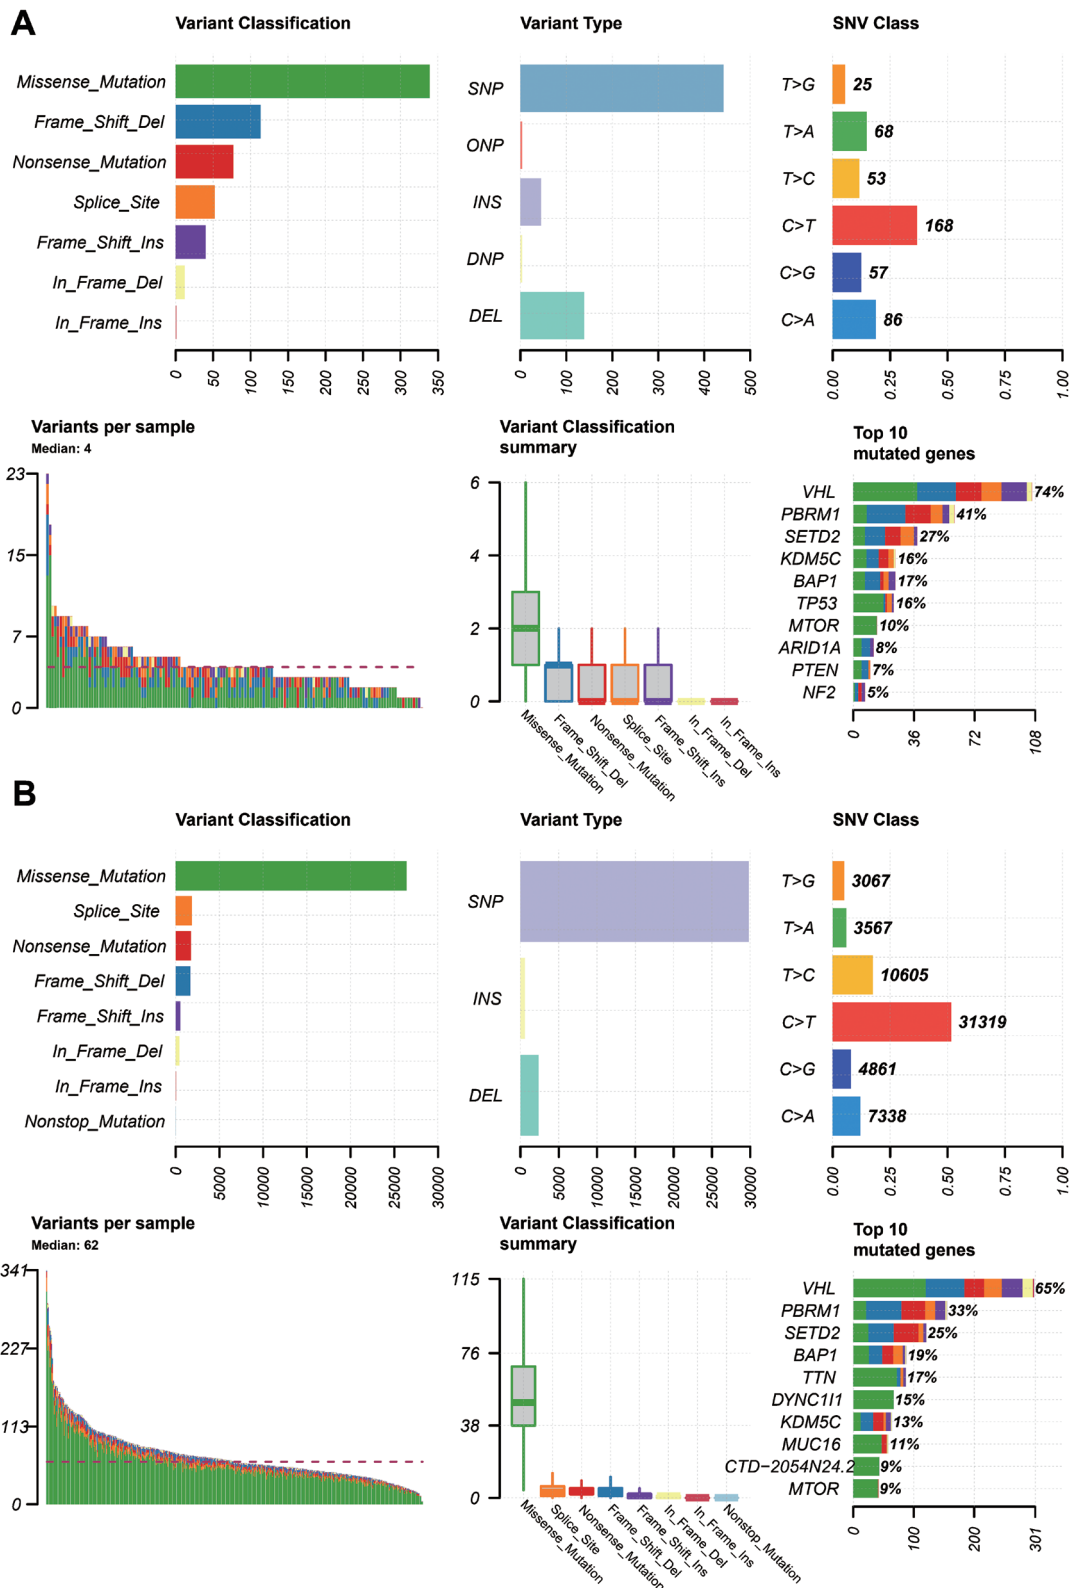 A
Variant Classification
Missense_Mutation
Frame_Shift_Del
Nonsense_Mutation
Splice_Site
Frame_Shift_Ins
In_Frame_Del
In_Frame_Ins
0 50 100 150 200 250 300 350
Variant Type
SNP
ONP
INS
DNP
DEL
0 100 200 300 400 500
SNV Class
T>G 25
T>A 68
T>C 53
C>T 168
C>G 57
C>A 86
0.00 0.25 0.50 0.75 1.00
Variants per sample
Median: 4
23
15
7
0
Variant Classification
summary
6
4
2
0
Missense_Mutation
Frame_Shift_Del
Nonsense_Mutation
Splice_Site
Frame_Shift_Ins
In_Frame_Del
In_Frame_Ins
Top 10
mutated genes
VHL 74%
PBRM1 41%
SETD2 27%
KDM5C 16%
BAP1 17%
TP53 16%
MTOR 10%
ARID1A 8%
PTEN 7%
NF2 5%
0 36 72 108
B
Variant Classification
Missense_Mutation
Splice_Site
Nonsense_Mutation
Frame_Shift_Del
Frame_Shift_Ins
In_Frame_Del
In_Frame_Ins
Nonstop_Mutation
0 5000 10000 15000 20000 25000 30000
Variant Type
SNP
INS
DEL
0 5000 10000 15000 20000 25000 30000
SNV Class
T>G 3067
T>A 3567
T>C 10605
C>T 31319
C>G 4861
C>A 7338
0.00 0.25 0.50 0.75 1.00
Variants per sample
Median: 62
341
227
113
0
Variant Classification
summary
115
76
38
0
Missense_Mutation
Splice_Site
Nonsense_Mutation
Frame_Shift_Del
Frame_Shift_Ins
In_Frame_Del
In_Frame_Ins
Nonstop_Mutation
Top 10
mutated genes
VHL 65%
PBRM1 33%
SETD2 25%
BAP1 19%
TTN 17%
DYNC1I1 15%
KDM5C 13%
MUC16 11%
CTD−2054N24.2 9%
MTOR 9%
0 100 200 301